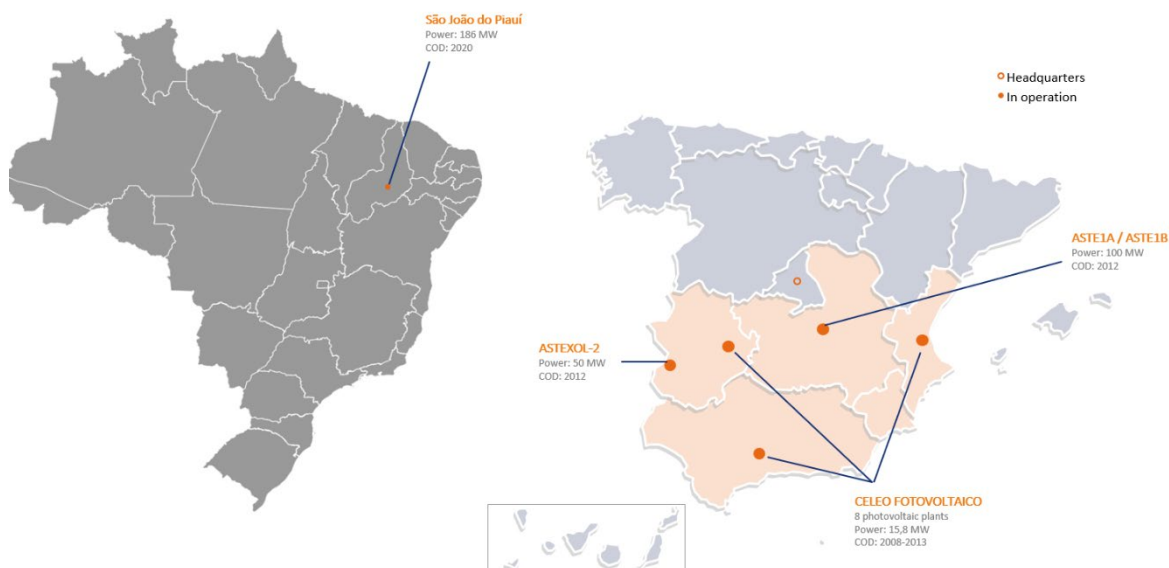 São João do Piauí
Power: 186 MW
COD: 2020
Headquarters
In operation
ASTE1A / ASTE1B
Power: 100 MW
COD: 2012
ASTEXOL-2
Power: 50 MW
COD: 2012
CELEO FOTOVOLTAICO
8 photovoltaic plants
Power: 15,8 MW
COD: 2008-2013